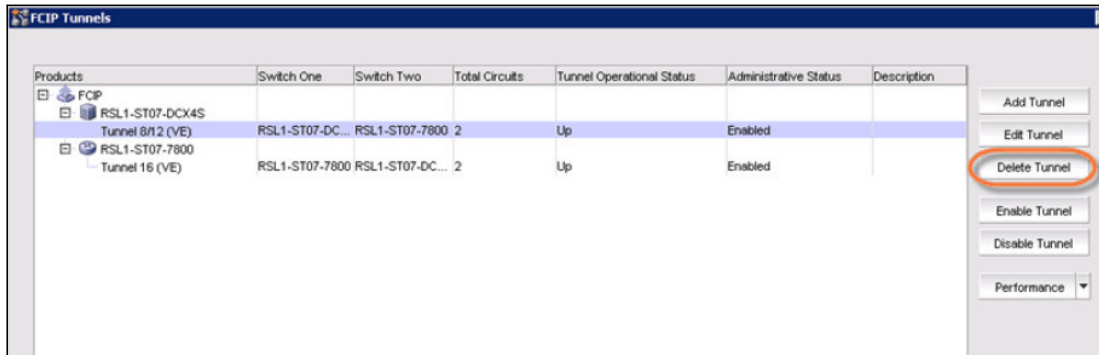 FCIP Tunnels
Products Switch One Switch Two Total Circuits Tunnel Operational Status Administrative Status Description
FCIP
RSL1-ST07-DCX4S
Tunnel 8/12 (VE) RSL1-ST07-DC... RSL1-ST07-7800 2 Up Enabled
RSL1-ST07-7800
Tunnel 16 (VE) RSL1-ST07-7800 RSL1-ST07-DC... 2 Up Enabled
Add Tunnel
Edit Tunnel
Delete Tunnel
Enable Tunnel
Disable Tunnel
Performance